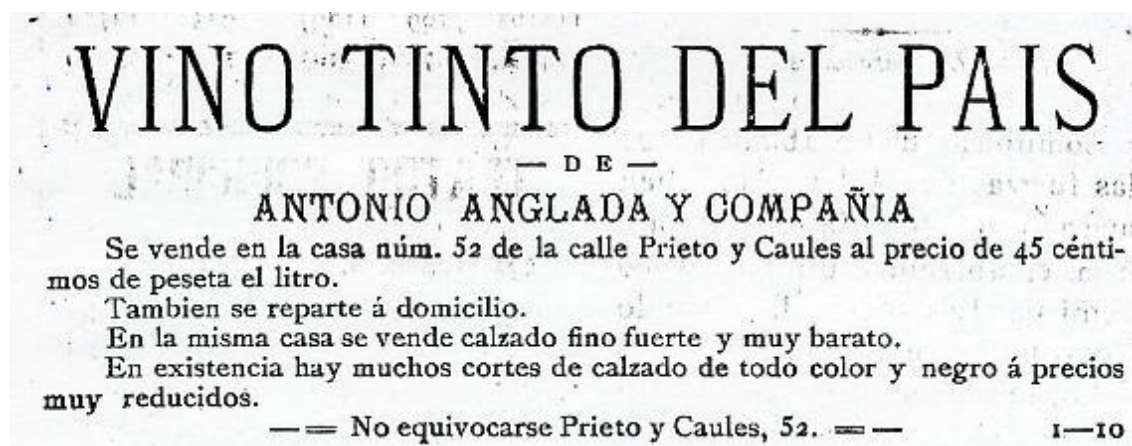 VINO TINTO DEL PAIS
— DE —
ANTONIO ANGLADA Y COMPAÑIA
Se vende en la casa núm. 52 de la calle Prieto y Caules al precio de 45 cénti-
mos de peseta el litro.
Tambien se reparte á domicilio.
En la misma casa se vende calzado fino fuerte y muy barato.
En existencia hay muchos cortes de calzado de todo color y negro á precios
muy reducidos.
—= No equivocarse Prieto y Caules, 52. =— 1—10